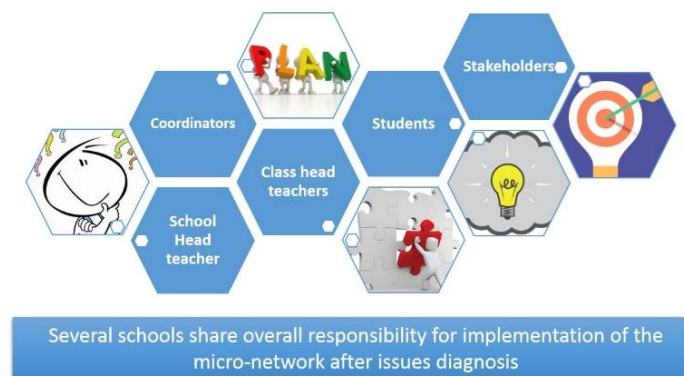 PLAN
Stakeholders
Coordinators
Students
Class head
teachers
School
Head
teacher
Several schools share overall responsibility for implementation of the
micro-network after issues diagnosis